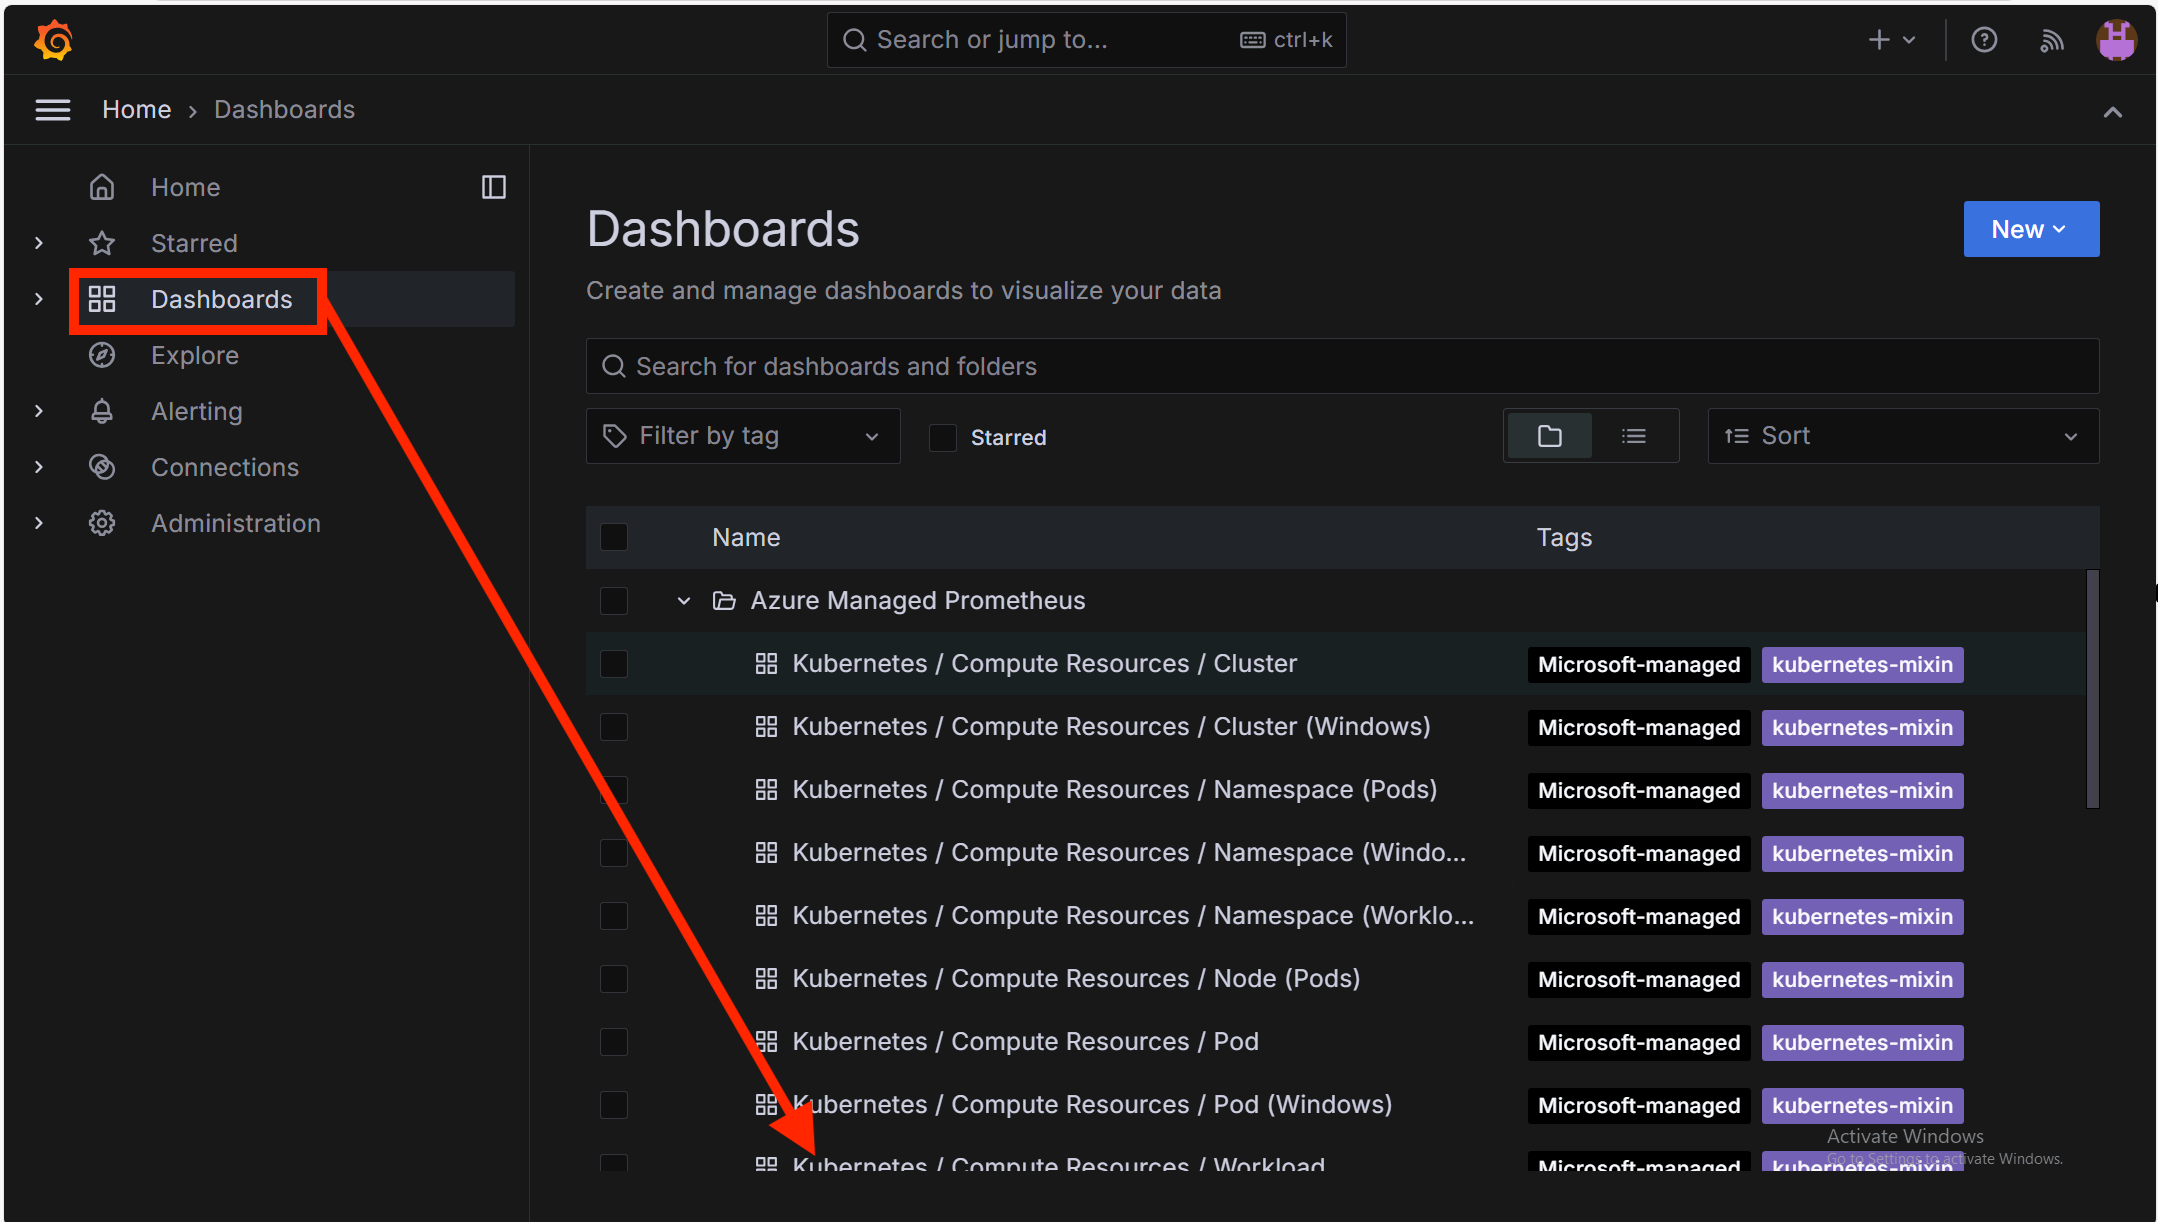 Search or jump to... ctrl+k
Home › Dashboards
Home
Starred
Dashboards
Explore
Alerting
Connections
Administration
Dashboards
New
Create and manage dashboards to visualize your data
Search for dashboards and folders
Filter by tag
Starred
Sort
Name Tags
Azure Managed Prometheus
Kubernetes / Compute Resources / Cluster Microsoft-managed kubernetes-mixin
Kubernetes / Compute Resources / Cluster (Windows) Microsoft-managed kubernetes-mixin
Kubernetes / Compute Resources / Namespace (Pods) Microsoft-managed kubernetes-mixin
Kubernetes / Compute Resources / Namespace (Windo... Microsoft-managed kubernetes-mixin
Kubernetes / Compute Resources / Namespace (Worklo... Microsoft-managed kubernetes-mixin
Kubernetes / Compute Resources / Node (Pods) Microsoft-managed kubernetes-mixin
Kubernetes / Compute Resources / Pod Microsoft-managed kubernetes-mixin
Kubernetes / Compute Resources / Pod (Windows) Microsoft-managed kubernetes-mixin
Kubernetes / Compute Resources / Workload Microsoft-managed kubernetes-mixin
Activate Windows
Go to Settings to activate Windows.